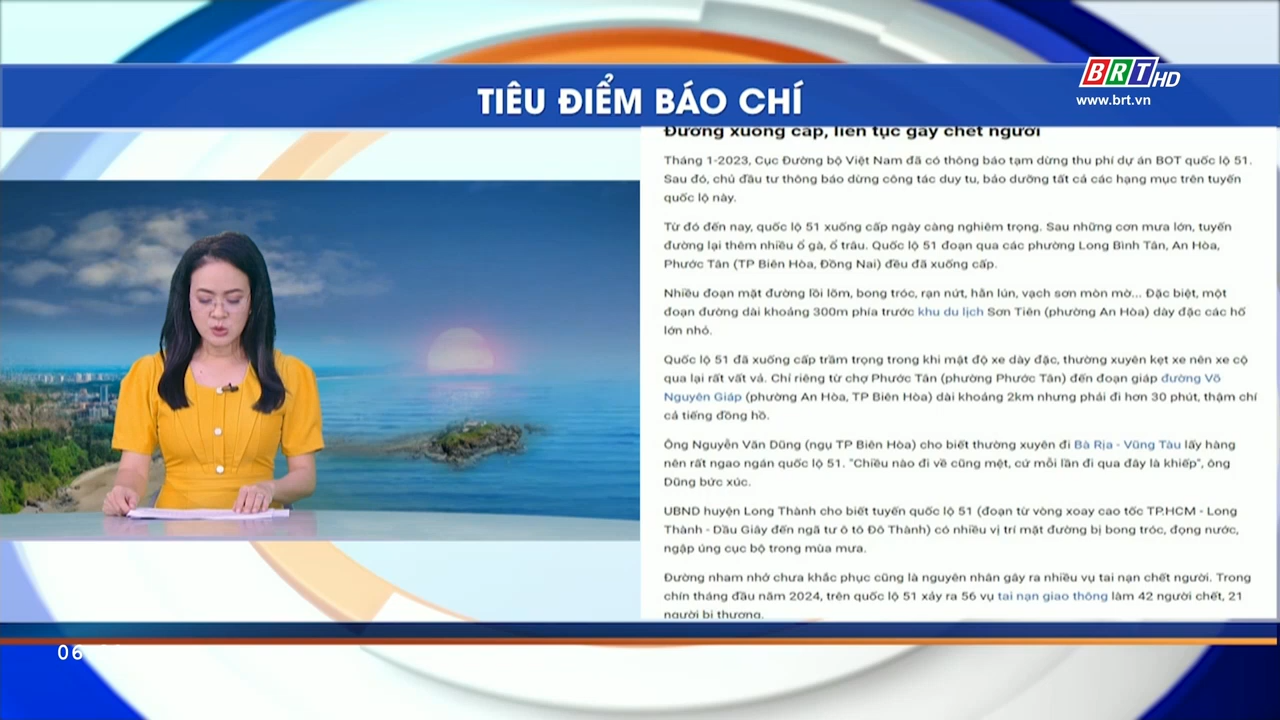 TIÊU ĐIỂM BÁO CHÍ
BRT HD
www.brt.vn
Đường xuống cấp, liên tục gây chết người
Tháng 1-2023, Cục Đường bộ Việt Nam đã có thông báo tạm dừng thu phí dự án BOT quốc lộ 51.
Sau đó, chủ đầu tư thông báo dừng công tác duy tu, bảo dưỡng tất cả các hạng mục trên tuyến
quốc lộ này.
Từ đó đến nay, quốc lộ 51 xuống cấp ngày càng nghiêm trọng. Sau những cơn mưa lớn, tuyến
đường lại thêm nhiều ổ gà, ổ trâu. Quốc lộ 51 đoạn qua các phường Long Bình Tân, An Hòa,
Phước Tân (TP Biên Hòa, Đồng Nai) đều đã xuống cấp.
Nhiều đoạn mặt đường lồi lõm, bong tróc, rạn nứt, hằn lún, vạch sơn mòn mờ... Đặc biệt, một
đoạn đường dài khoảng 300m phía trước khu du lịch Sơn Tiên (phường An Hòa) dày đặc các hố
lớn nhỏ.
Quốc lộ 51 đã xuống cấp trầm trọng trong khi mật độ xe dày đặc, thường xuyên kẹt xe nên xe cộ
qua lại rất vất vả. Chỉ riêng từ chợ Phước Tân (phường Phước Tân) đến đoạn giáp đường Võ
Nguyên Giáp (phường An Hòa, TP Biên Hòa) dài khoảng 2km nhưng phải đi hơn 30 phút, thậm chí
cả tiếng đồng hồ.
Ông Nguyễn Văn Dũng (ngụ TP Biên Hòa) cho biết thường xuyên đi Bà Rịa - Vũng Tàu lấy hàng
nên rất ngao ngán quốc lộ 51. "Chiều nào đi về cũng mệt, cứ mỗi lần đi qua đây là khiếp", ông
Dũng bức xúc.
UBND huyện Long Thành cho biết tuyến quốc lộ 51 (đoạn từ vòng xoay cao tốc TP.HCM - Long
Thành - Dầu Giây đến ngã tư ô tô Đô Thành) có nhiều vị trí mặt đường bị bong tróc, đọng nước,
ngập úng cục bộ trong mùa mưa.
Đường nham nhở chưa khắc phục cũng là nguyên nhân gây ra nhiều vụ tai nạn chết người. Trong
chín tháng đầu năm 2024, trên quốc lộ 51 xảy ra 56 vụ tai nạn giao thông làm 42 người chết, 21
người bị thương.
06